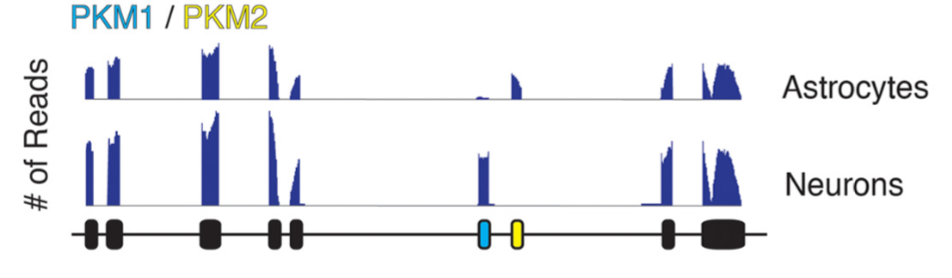 PKM1 / PKM2
# of Reads
Astrocytes
Neurons